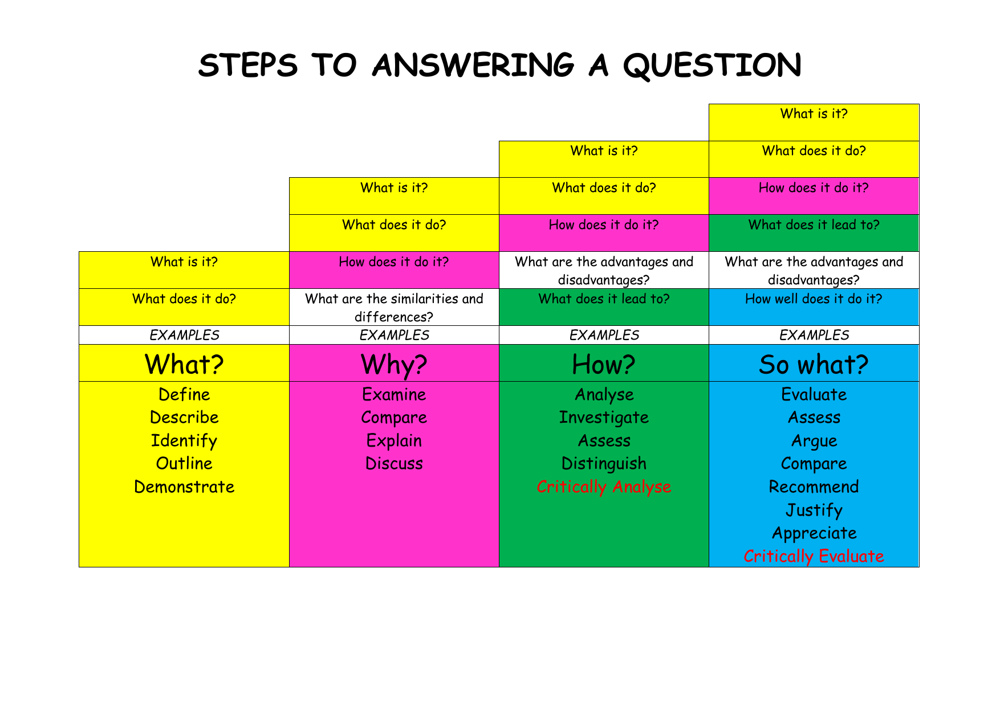 STEPS TO ANSWERING A QUESTION
What is it?
What is it?
What does it do?
What is it?
What does it do?
How does it do it?
What does it do?
How does it do it?
What does it lead to?
What is it?
How does it do it?
What are the advantages and
disadvantages?
What are the advantages and
disadvantages?
What does it do?
What are the similarities and
differences?
What does it lead to?
How well does it do it?
EXAMPLES
EXAMPLES
EXAMPLES
EXAMPLES
What?
Why?
How?
So what?
Define
Describe
Identify
Outline
Demonstrate
Examine
Compare
Explain
Discuss
Analyse
Investigate
Assess
Distinguish
Critically Analyse
Evaluate
Assess
Argue
Compare
Recommend
Justify
Appreciate
Critically Evaluate